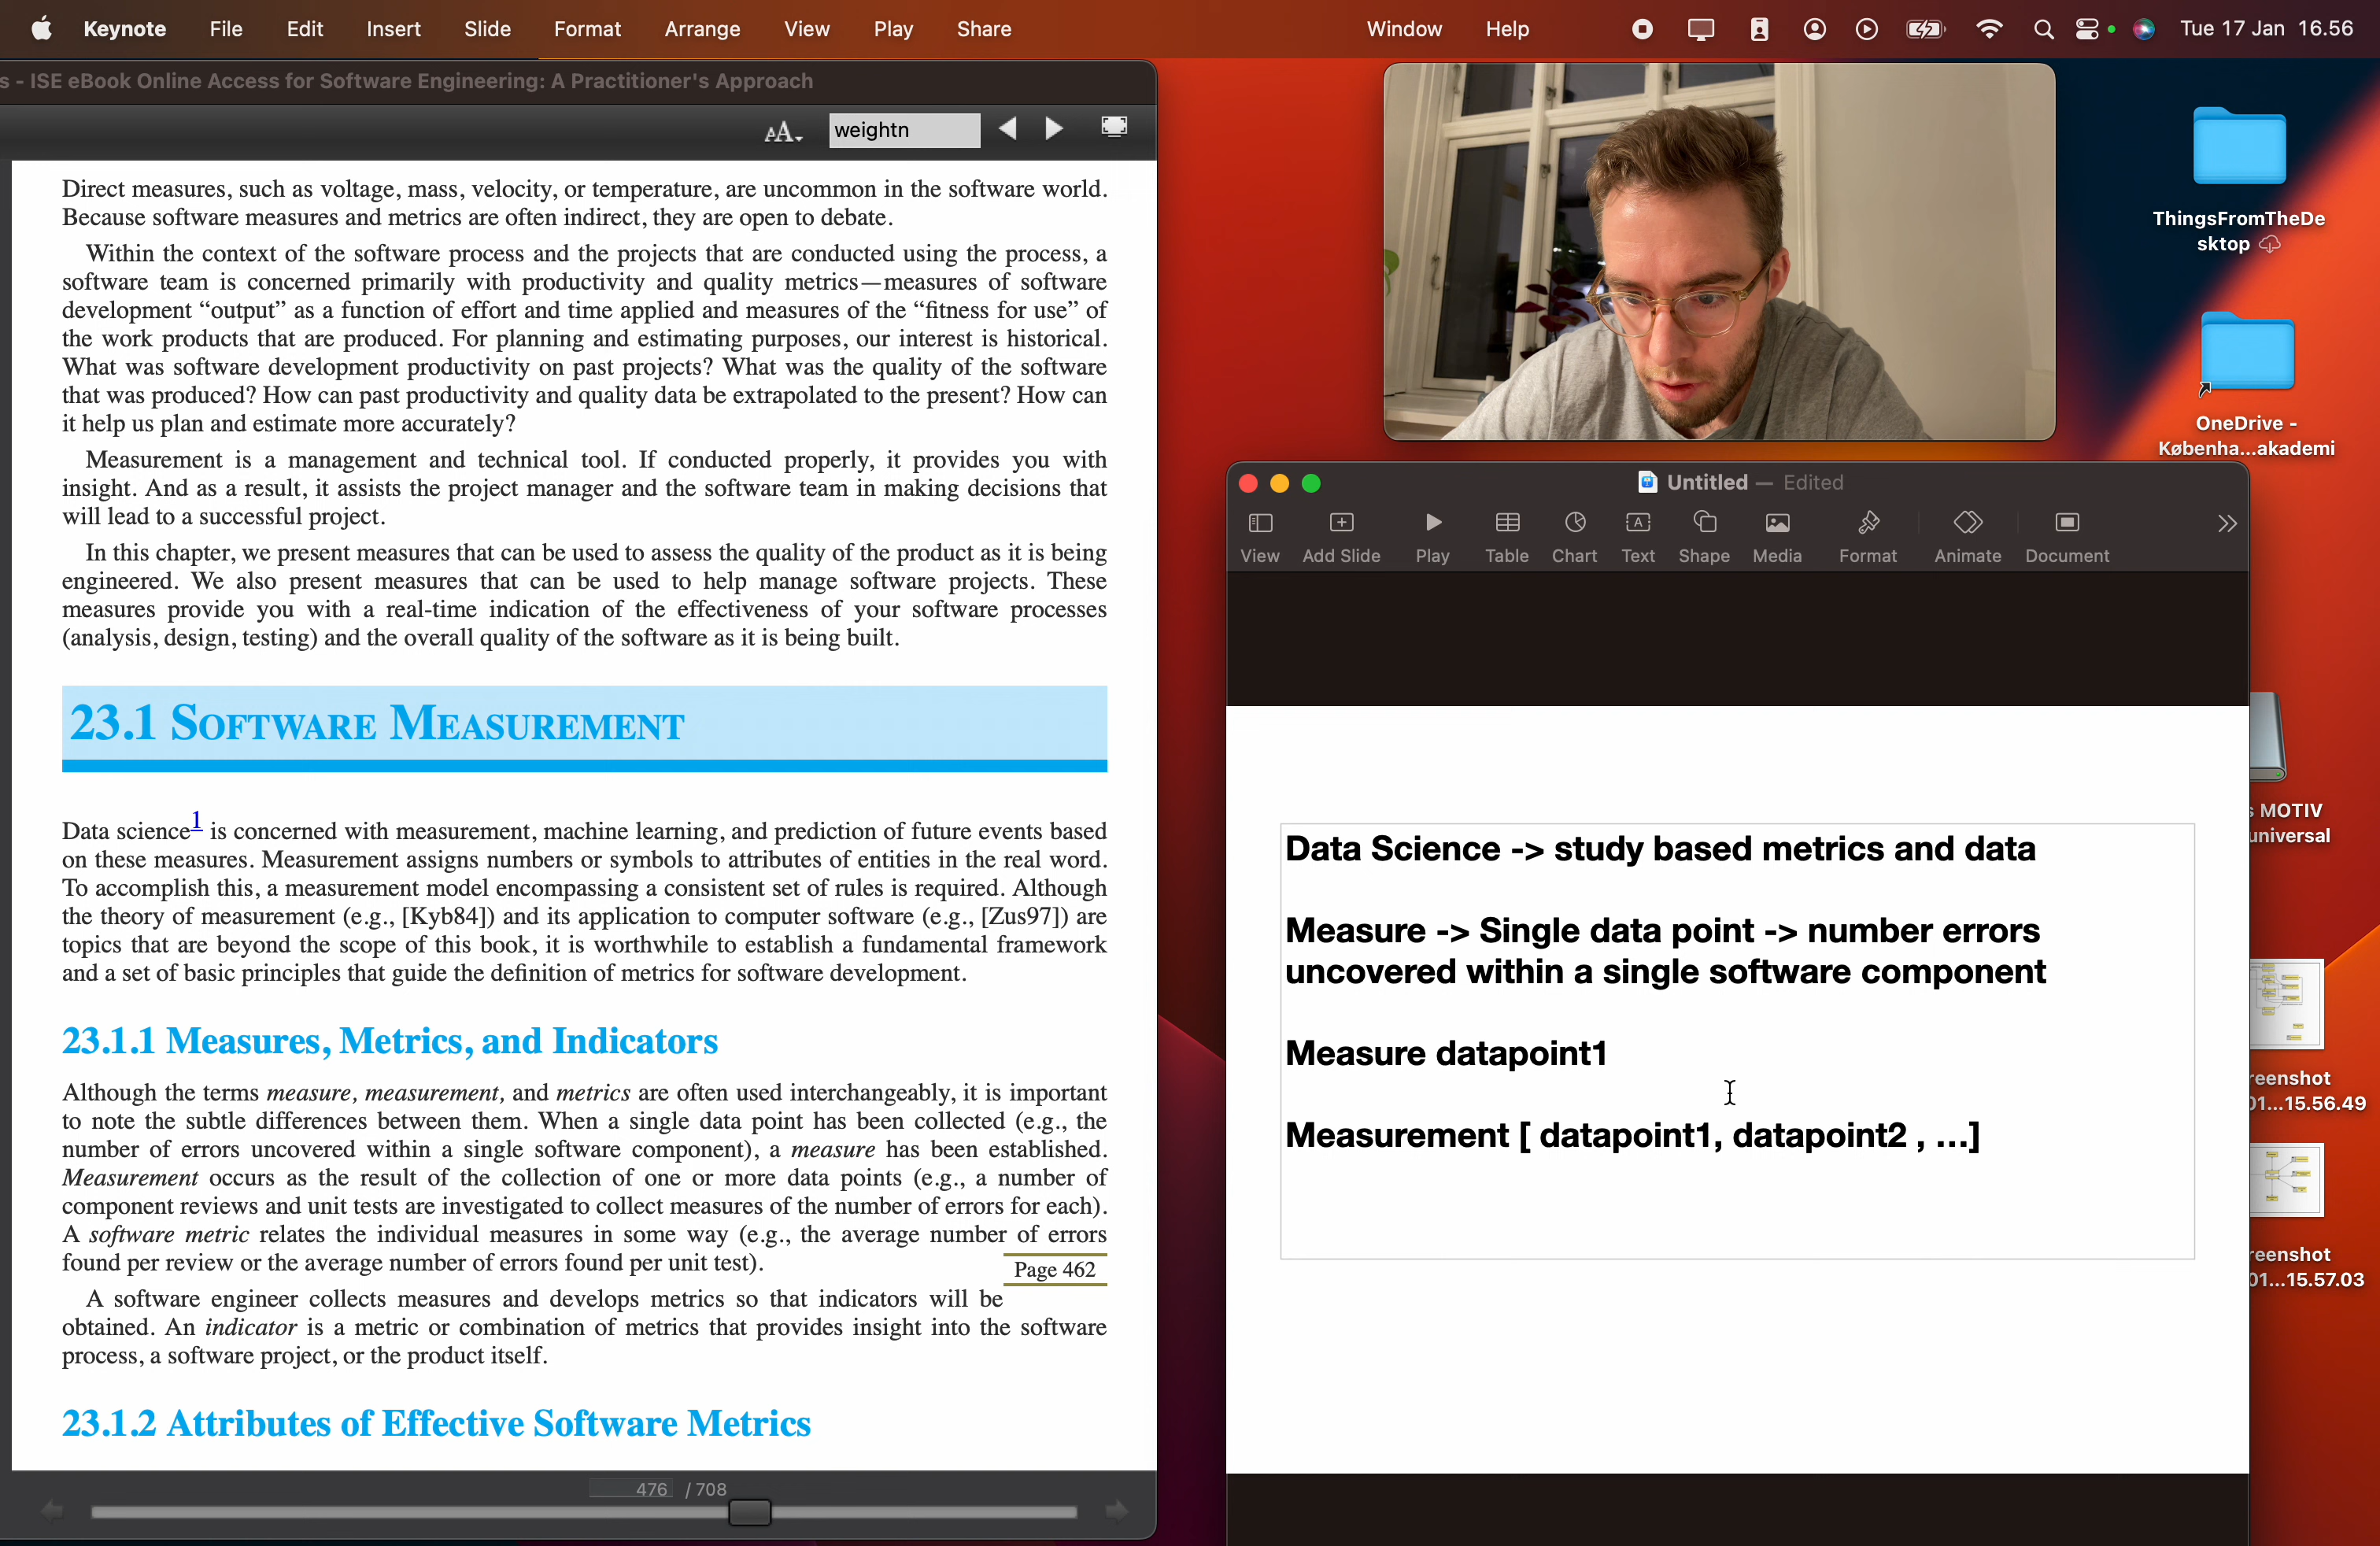 Keynote File Edit Insert Slide Format Arrange View Play Share Window Help Tue 17 Jan 16.56
s - ISE eBook Online Access for Software Engineering: A Practitioner's Approach
AA
weightn
Direct measures, such as voltage, mass, velocity, or temperature, are uncommon in the software world.
Because software measures and metrics are often indirect, they are open to debate.
Within the context of the software process and the projects that are conducted using the process, a
software team is concerned primarily with productivity and quality metrics—measures of software
development “output” as a function of effort and time applied and measures of the “fitness for use” of
the work products that are produced. For planning and estimating purposes, our interest is historical.
What was software development productivity on past projects? What was the quality of the software
that was produced? How can past productivity and quality data be extrapolated to the present? How can
it help us plan and estimate more accurately?
Measurement is a management and technical tool. If conducted properly, it provides you with
insight. And as a result, it assists the project manager and the software team in making decisions that
will lead to a successful project.
In this chapter, we present measures that can be used to assess the quality of the product as it is being
engineered. We also present measures that can be used to help manage software projects. These
measures provide you with a real-time indication of the effectiveness of your software processes
(analysis, design, testing) and the overall quality of the software as it is being built.
23.1 SOFTWARE MEASUREMENT
Data science1 is concerned with measurement, machine learning, and prediction of future events based
on these measures. Measurement assigns numbers or symbols to attributes of entities in the real word.
To accomplish this, a measurement model encompassing a consistent set of rules is required. Although
the theory of measurement (e.g., [Kyb84]) and its application to computer software (e.g., [Zus97]) are
topics that are beyond the scope of this book, it is worthwhile to establish a fundamental framework
and a set of basic principles that guide the definition of metrics for software development.
23.1.1 Measures, Metrics, and Indicators
Although the terms measure, measurement, and metrics are often used interchangeably, it is important
to note the subtle differences between them. When a single data point has been collected (e.g., the
number of errors uncovered within a single software component), a measure has been established.
Measurement occurs as the result of the collection of one or more data points (e.g., a number of
component reviews and unit tests are investigated to collect measures of the number of errors for each).
A software metric relates the individual measures in some way (e.g., the average number of errors
found per review or the average number of errors found per unit test).
Page 462
A software engineer collects measures and develops metrics so that indicators will be
obtained. An indicator is a metric or combination of metrics that provides insight into the software
process, a software project, or the product itself.
23.1.2 Attributes of Effective Software Metrics
476 / 708
Untitled — Edited
View Add Slide Play Table Chart Text Shape Media Format Animate Document
Data Science -> study based metrics and data
Measure -> Single data point -> number errors
uncovered within a single software component
Measure datapoint1
Measurement [ datapoint1, datapoint2 , ...]
ThingsFromTheDe
sktop
OneDrive -
Københa...akademi
s MOTIV
universal
reenshot
01...15.56.49
reenshot
01...15.57.03